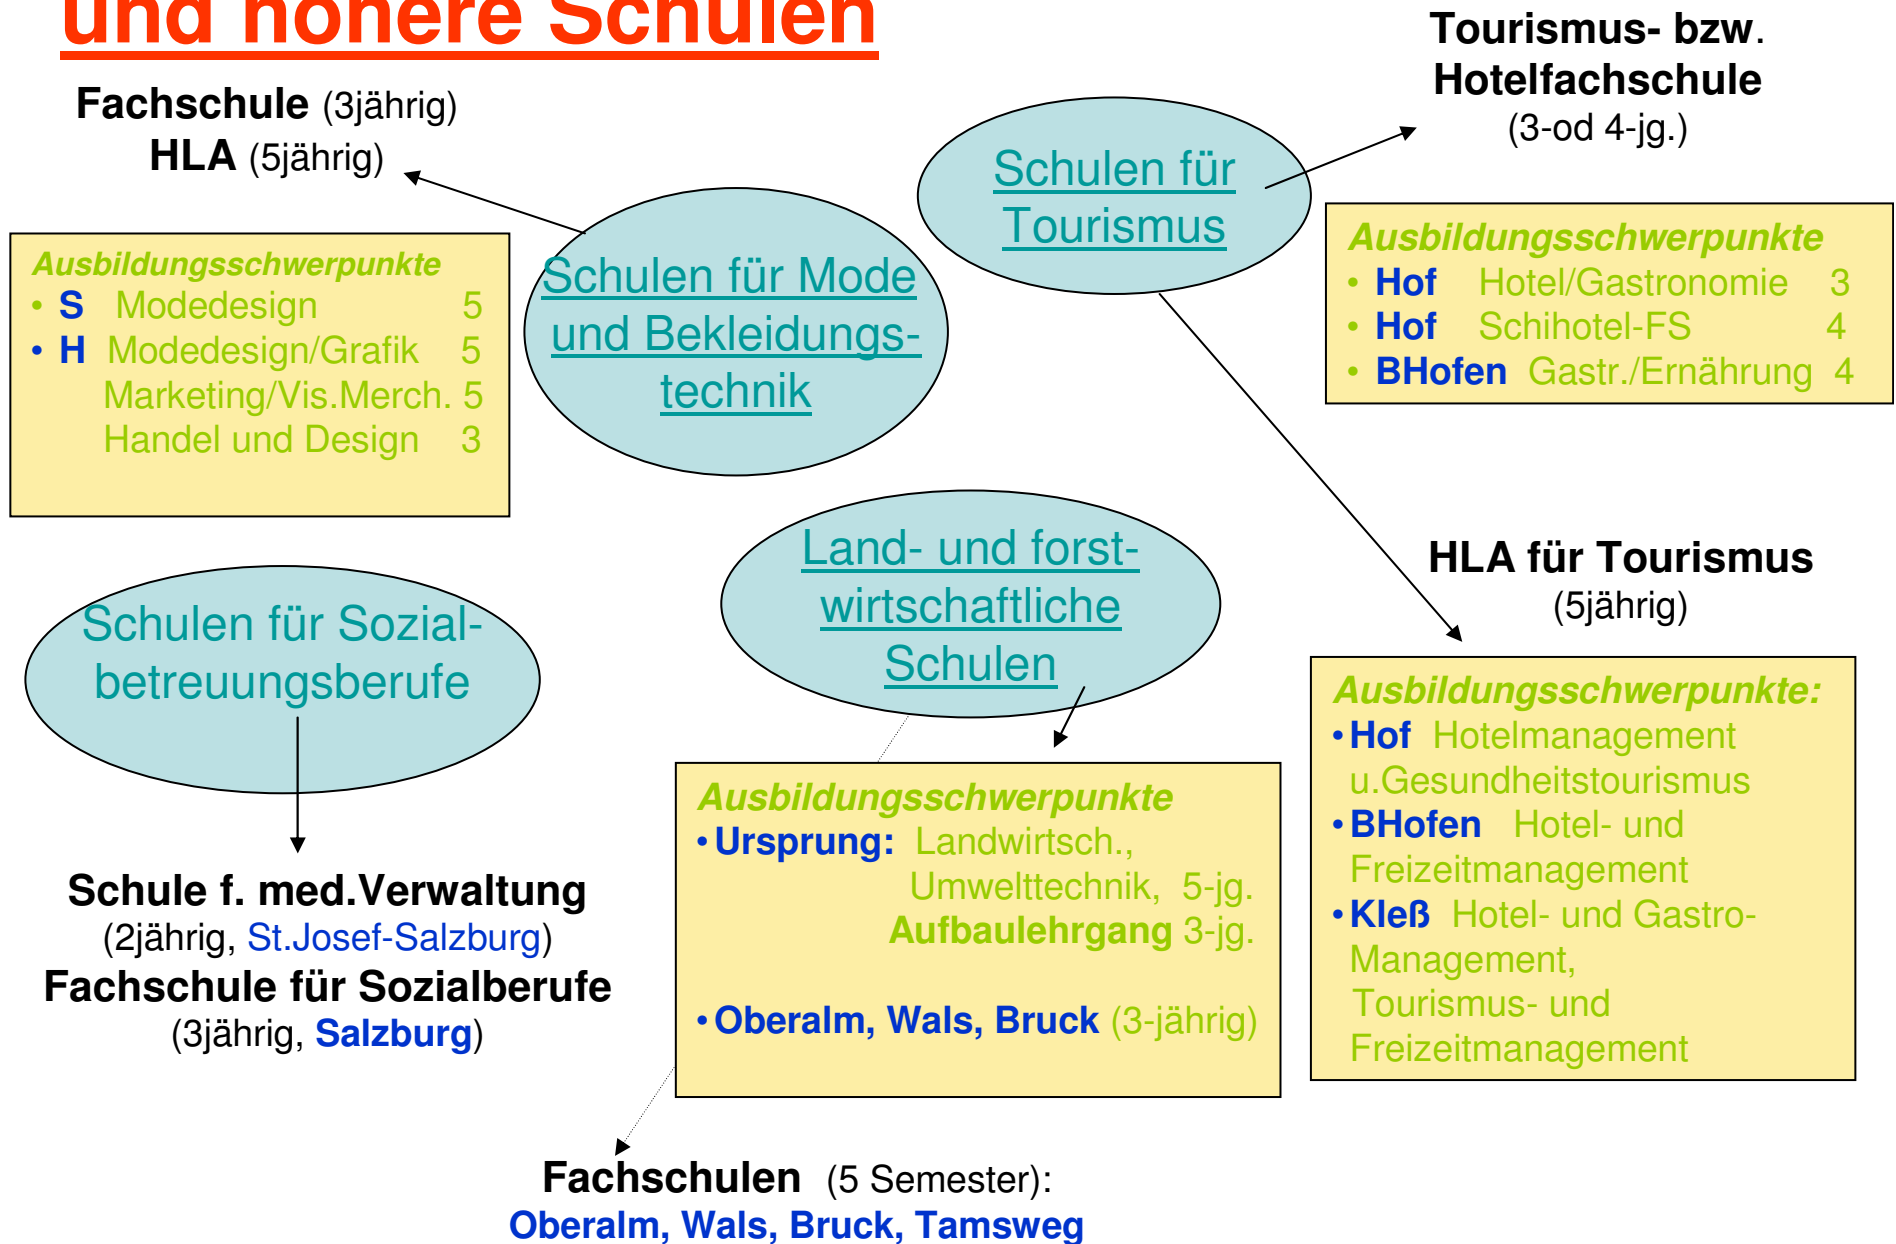 und höhere Schulen
Fachschule (3jährig)
HLA (5jährig)
Ausbildungsschwerpunkte
• S Modedesign 5
• H Modedesign/Grafik 5
Marketing/Vis.Merch. 5
Handel und Design 3
Schulen für Mode
und Bekleidungs-
technik
Schulen für
Tourismus
Tourismus- bzw.
Hotelfachschule
(3-od 4-jg.)
Ausbildungsschwerpunkte
• Hof Hotel/Gastronomie 3
• Hof Schihotel-FS 4
• BHofen Gastr./Ernährung 4
Schulen für Sozial-
betreuungsberufe
Schule f. med.Verwaltung
(2jährig, St.Josef-Salzburg)
Fachschule für Sozialberufe
(3jährig, Salzburg)
Land- und forst-
wirtschaftliche
Schulen
Ausbildungsschwerpunkte
• Ursprung: Landwirtsch.,
Umwelttechnik, 5-jg.
Aufbaulehrgang 3-jg.
• Oberalm, Wals, Bruck (3-jährig)
Fachschulen (5 Semester):
Oberalm, Wals, Bruck, Tamsweg
HLA für Tourismus
(5jährig)
Ausbildungsschwerpunkte:
• Hof Hotelmanagement
u.Gesundheitstourismus
• BHofen Hotel- und
Freizeitmanagement
• Kleß Hotel- und Gastro-
Management,
Tourismus- und
Freizeitmanagement